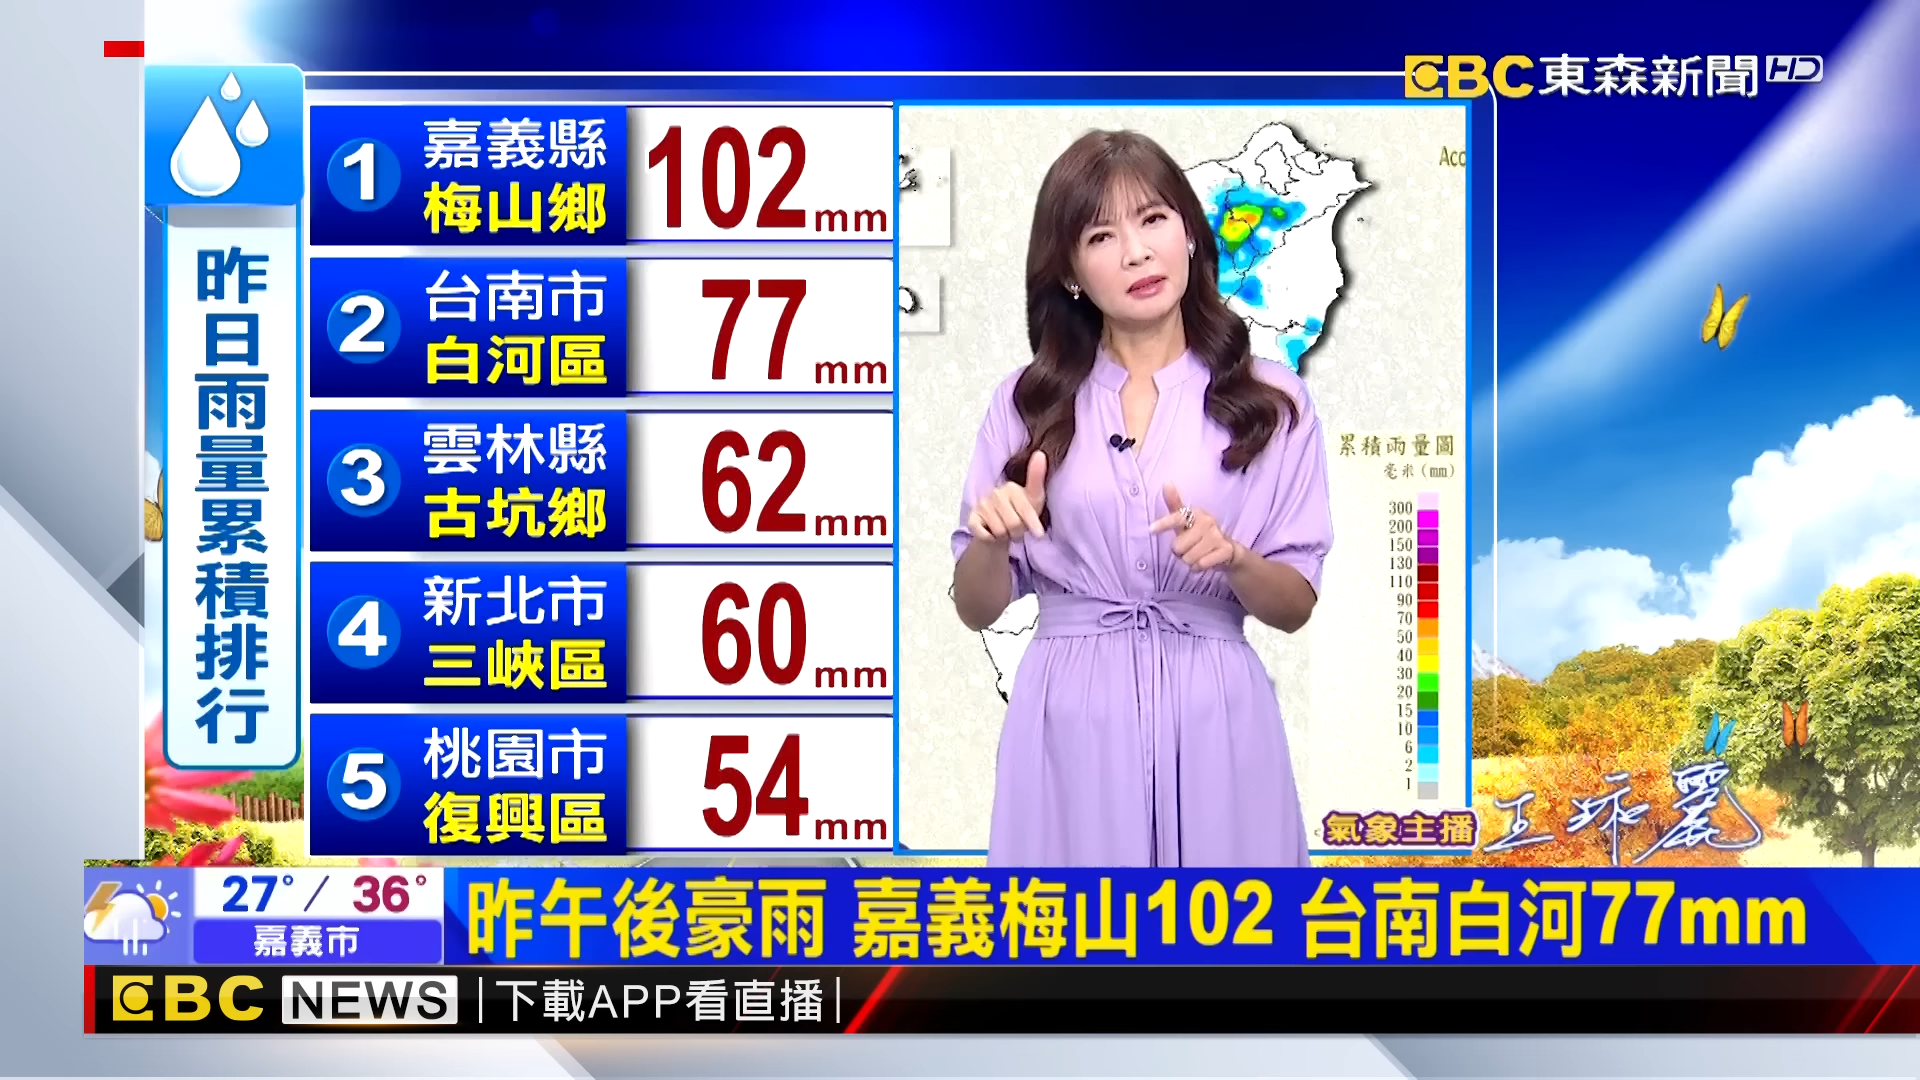 EBC東森新聞HD
昨日雨量累積排行
1 嘉義縣 梅山鄉 102mm
2 台南市 白河區 77mm
3 雲林縣 古坑鄉 62mm
4 新北市 三峽區 60mm
5 桃園市 復興區 54mm
Acc
累積雨量圖
毫米(mm)
300
200
150
130
110
90
70
50
40
30
20
15
10
6
2
1
氣象主播
27°/ 36°
嘉義市
昨午後豪雨 嘉義梅山102 台南白河77mm
EBC NEWS |下載APP看直播|